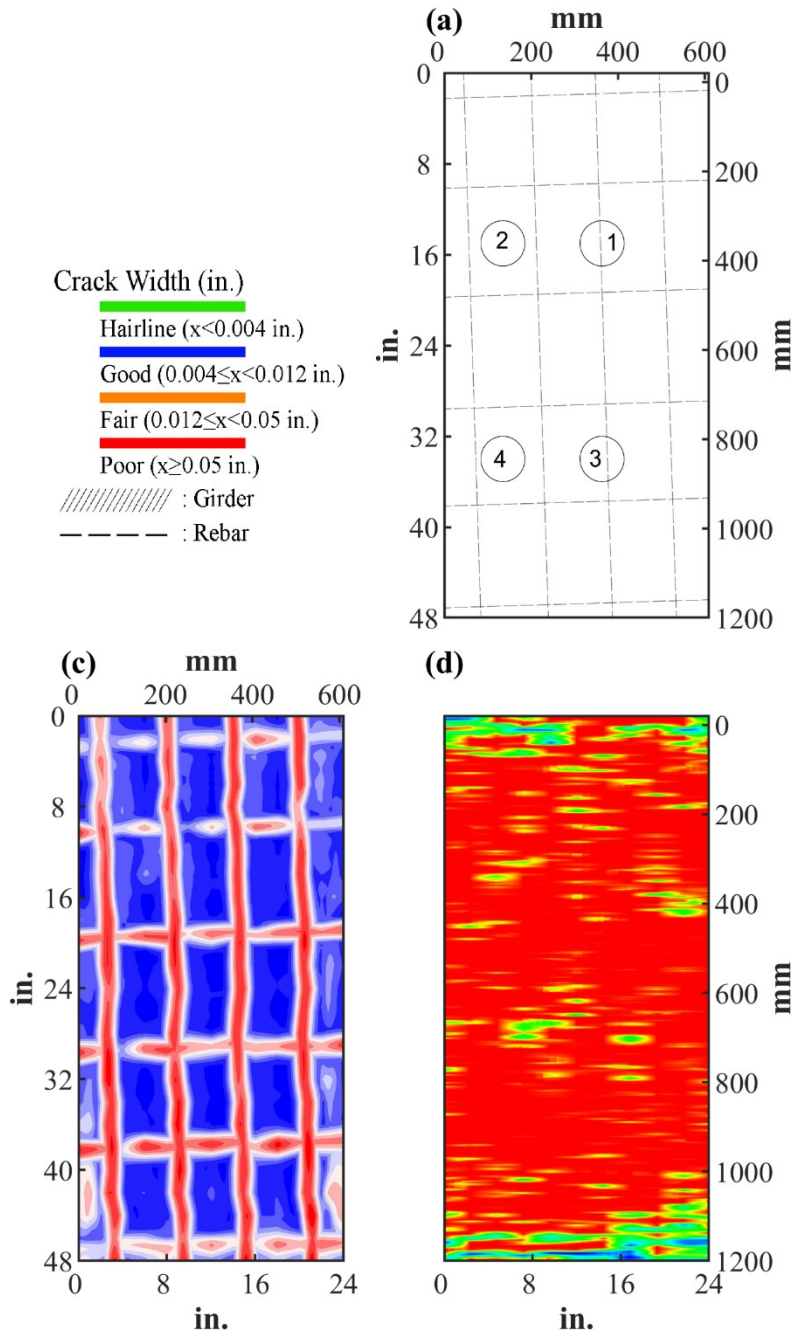 (a)
mm
0 200 400 600
0
8
16
24
32
40
48
in.
0
200
400
600
800
1000
1200
mm
2 1
4 3
Crack Width (in.)
Hairline (x<0.004 in.)
Good (0.004≤x<0.012 in.)
Fair (0.012≤x<0.05 in.)
Poor (x≥0.05 in.)
: Girder
: Rebar
(c)
mm
0 200 400 600
0
8
16
24
32
40
48
in.
0 8 16 24
in.
(d)
0
200
400
600
800
1000
1200
mm
0 8 16 24
in.